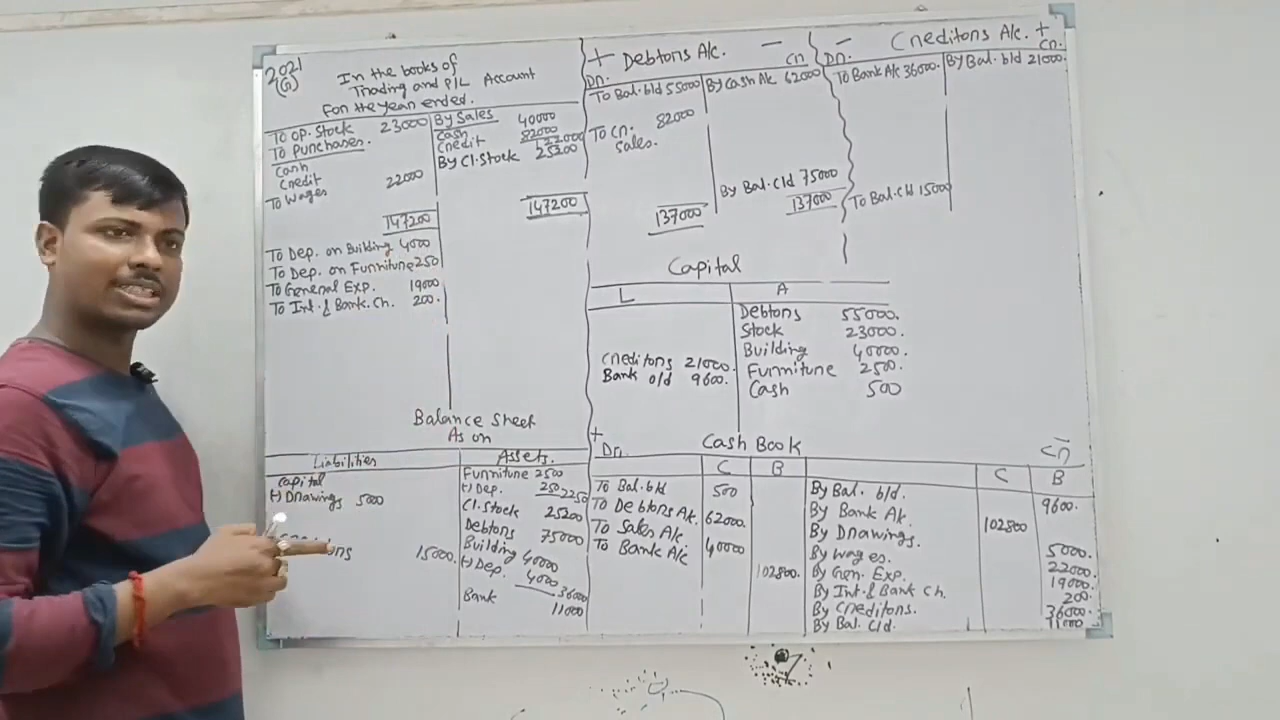 2021
(G)
In the books of
Trading and P/L Account
For the year ended.
To Op. Stock 23000
To Purchases.
Cash
Credit
To Wages 22000
147200
To Dep. on Building 4000
To Dep. on Furniture 250
To General Exp. 19000
To Int. & Bank. Ch. 200.
By Sales
Cash 40000
Credit 82000
122000
By Cl. Stock 25200
147200
+ Debtors A/c. -
Dr. Cr
To Bal. b/d 55000
To Cr. Sales. 82000
137000
By Cash A/c 62000
By Bal. c/d 75000
137000
- Creditors A/c. +
Dr. Cr.
To Bank A/c 36000.
To Bal. c/d 15000
By Bal. b/d 21000.
Capital
L A
Creditors 21000.
Bank o/d 9600.
Debtors 55000.
Stock 23000.
Building 40000.
Furniture 2500.
Cash 500
Balance Sheet
As on
Liabilities Assets.
Capital
(-) Drawings 5000
15000.
Furniture 2500
(-) Dep. 250 2250
Cl. Stock 25200
Debtors 75000
Building 40000
(-) Dep. 4000 36000
Bank 11000
+ Cash Book -
Dr. Cr
C B C B
To Bal. b/d 500
To Debtors A/c. 62000.
To Sales A/c 40000
To Bank A/c 102800.
By Bal. b/d. 9600.
By Bank A/c. 102800
By Drawings. 5000.
By Wages. 22000.
By Gen. Exp. 19000.
By Int. & Bank Ch. 200.
By Creditors. 36000.
By Bal. c/d. 11000